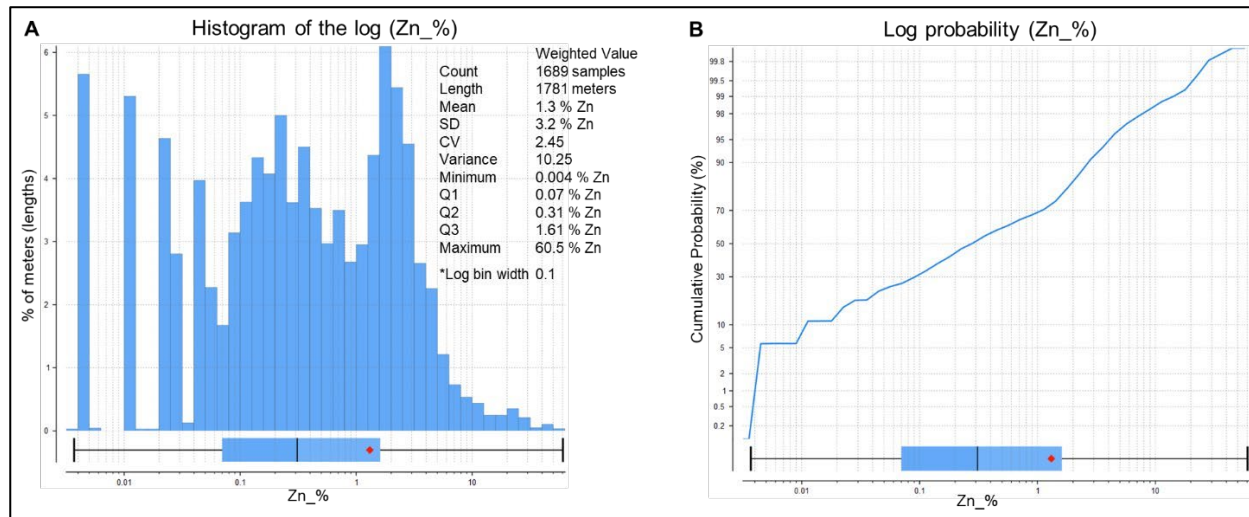 A
Histogram of the log (Zn_%)
Weighted Value
Count 1689 samples
Length 1781 meters
Mean 1.3 % Zn
SD 3.2 % Zn
CV 2.45
Variance 10.25
Minimum 0.004 % Zn
Q1 0.07 % Zn
Q2 0.31 % Zn
Q3 1.61 % Zn
Maximum 60.5 % Zn
*Log bin width 0.1
% of meters (lengths)
6
5
4
3
2
1
0
0.01 0.1 1 10
Zn_%
B
Log probability (Zn_%)
Cumulative Probability (%)
99.8
99.5
99
98
95
90
70
50
30
10
5
2
1
0.5
0.2
0.01 0.1 1 10
Zn_%